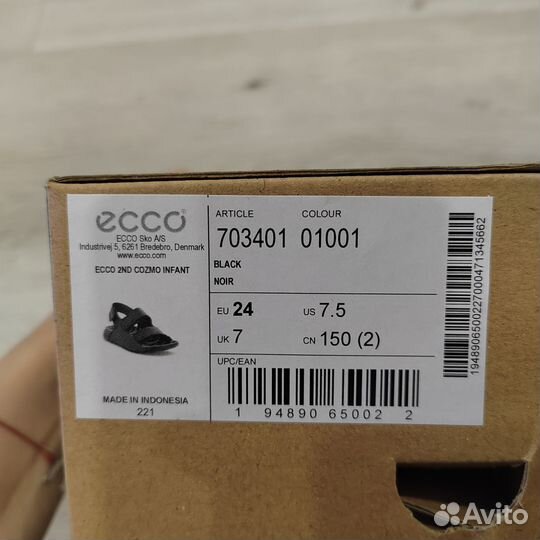 ecco
ECCO Sko A/S
Industrivej 5, 6261 Bredebro, Denmark
www.ecco.com
ECCO 2ND COZMO INFANT
MADE IN INDONESIA
221
ARTICLE COLOUR
703401 01001
BLACK
NOIR
EU 24 US 7.5
UK 7 CN 150 (2)
UPC/EAN
1 94890 65002 2
19489065002270004713456​62
Avito